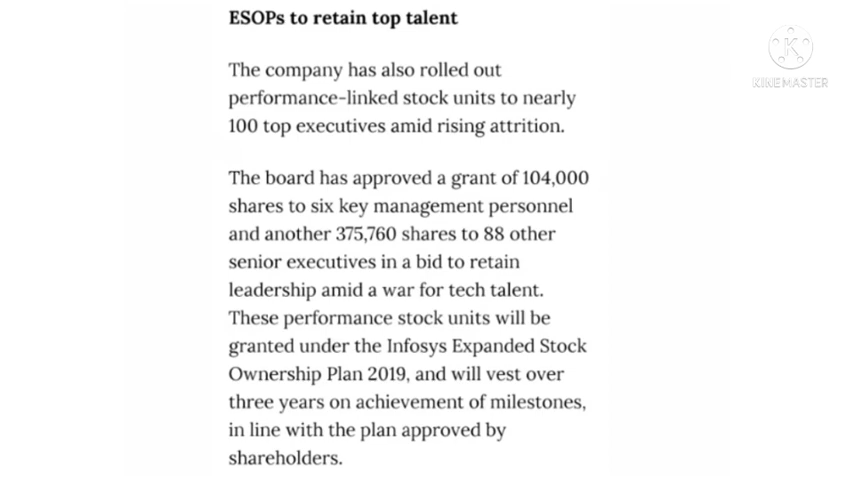 ESOPs to retain top talent
The company has also rolled out
performance-linked stock units to nearly
100 top executives amid rising attrition.
The board has approved a grant of 104,000
shares to six key management personnel
and another 375,760 shares to 88 other
senior executives in a bid to retain
leadership amid a war for tech talent.
These performance stock units will be
granted under the Infosys Expanded Stock
Ownership Plan 2019, and will vest over
three years on achievement of milestones,
in line with the plan approved by
shareholders.
K
KINEMASTER